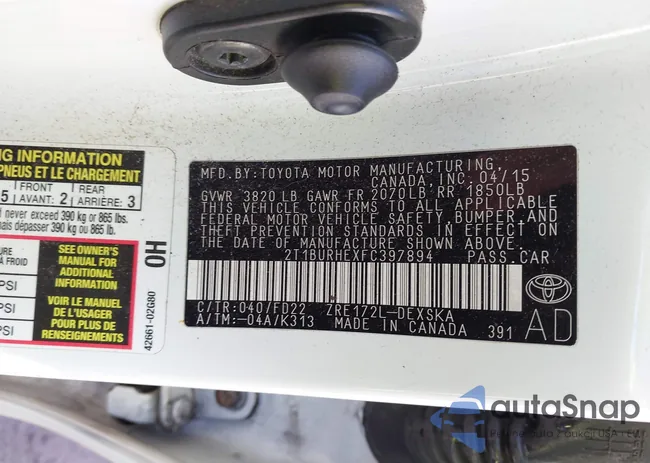 NG INFORMATION
PNEUS ET LE CHARGEMENT
FRONT REAR
5 AVANT: 2 ARRIÈRE: 3
never exceed 390 kg or 865 lbs.
jamais dépasser 390 kg ou 865 lb.
SEE OWNER'S
MANUAL FOR
ADDITIONAL
INFORMATION
VOIR LE MANUEL
DE L'USAGER
POUR PLUS DE
RENSEIGNEMENTS
PSI
PSI
PSI
0H
42661-02G80
MFD.BY:TOYOTA MOTOR MANUFACTURING,
CANADA, INC. 04/15
GVWR 3820 LB GAWR FR 2070 LB RR 1850LB
THIS VEHICLE CONFORMS TO ALL APPLICABLE
FEDERAL MOTOR VEHICLE SAFETY, BUMPER, AND
THEFT PREVENTION STANDARDS IN EFFECT ON
THE DATE OF MANUFACTURE SHOWN ABOVE.
2T1BURHEXFC397894 PASS.CAR
C/TR:040/FD22 ZRE172L-DEXSKA
A/TM:-04A/K313 MADE IN CANADA 391
AD
autoSnap